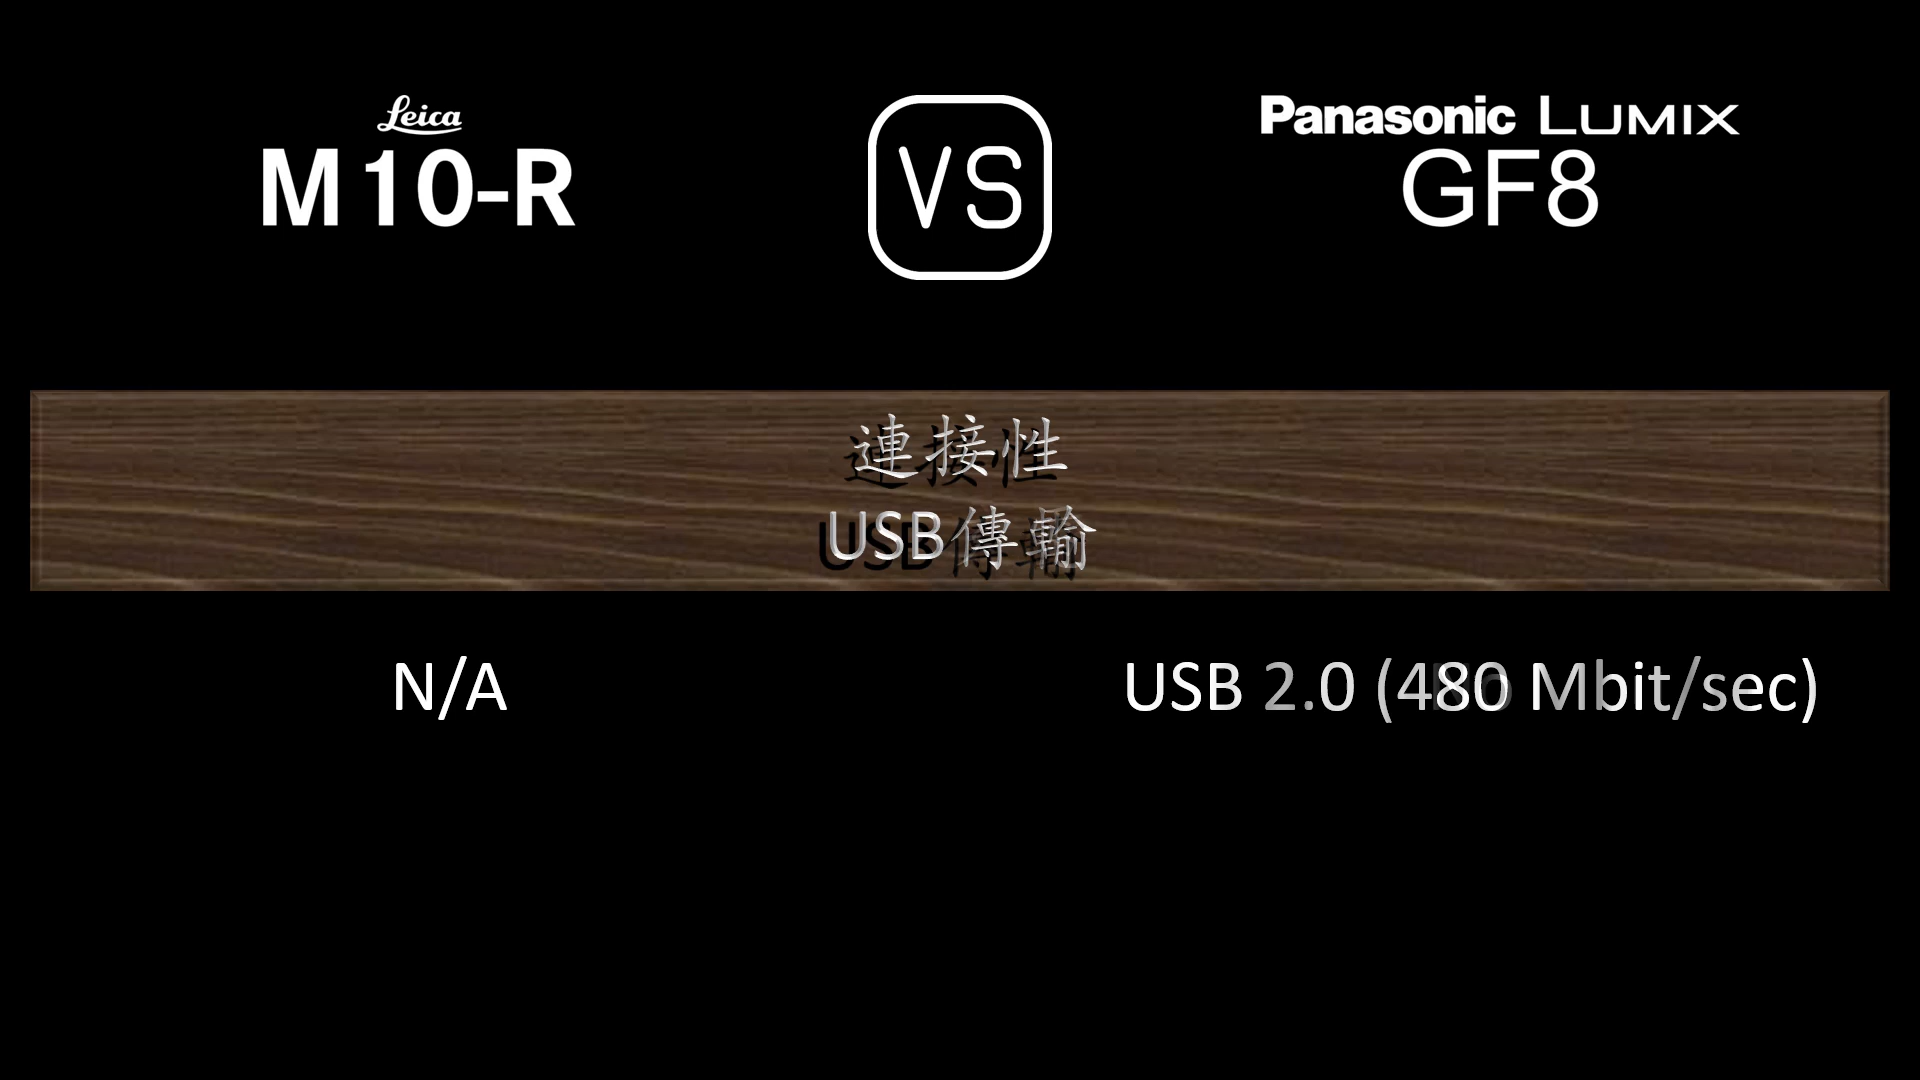 Leica
M10-R
VS
Panasonic LUMIX
GF8
連接性
USB傳輸
N/A
USB 2.0 (480 Mbit/sec)